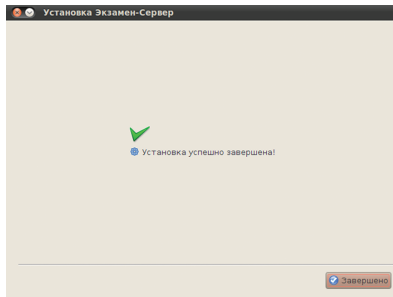 Установка Экзамен-Сервер
Установка успешно завершена!
Завершено